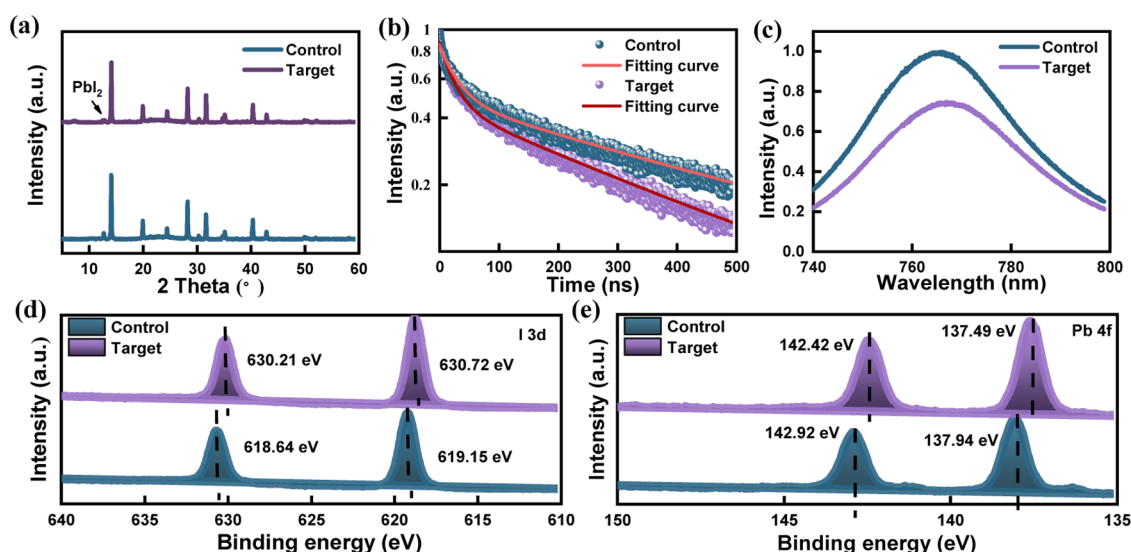 (a)
Intensity (a.u.)
Control
Target
PbI2
10 20 30 40 50 60
2 Theta (°)
(b)
Intensity (a.u.)
1
0.8
0.6
0.4
0.2
Control
Fitting curve
Target
Fitting curve
0 100 200 300 400 500
Time (ns)
(c)
Intensity (a.u.)
1.0
0.8
0.6
0.4
0.2
0.0
Control
Target
740 760 780 800
Wavelength (nm)
(d)
Intensity (a.u.)
Control
Target
I 3d
630.21 eV
630.72 eV
618.64 eV
619.15 eV
640 630 620 610
Binding energy (eV)
(e)
Intensity (a.u.)
Control
Target
Pb 4f
142.42 eV
137.49 eV
142.92 eV
137.94 eV
150 145 140 135
Binding energy (eV)